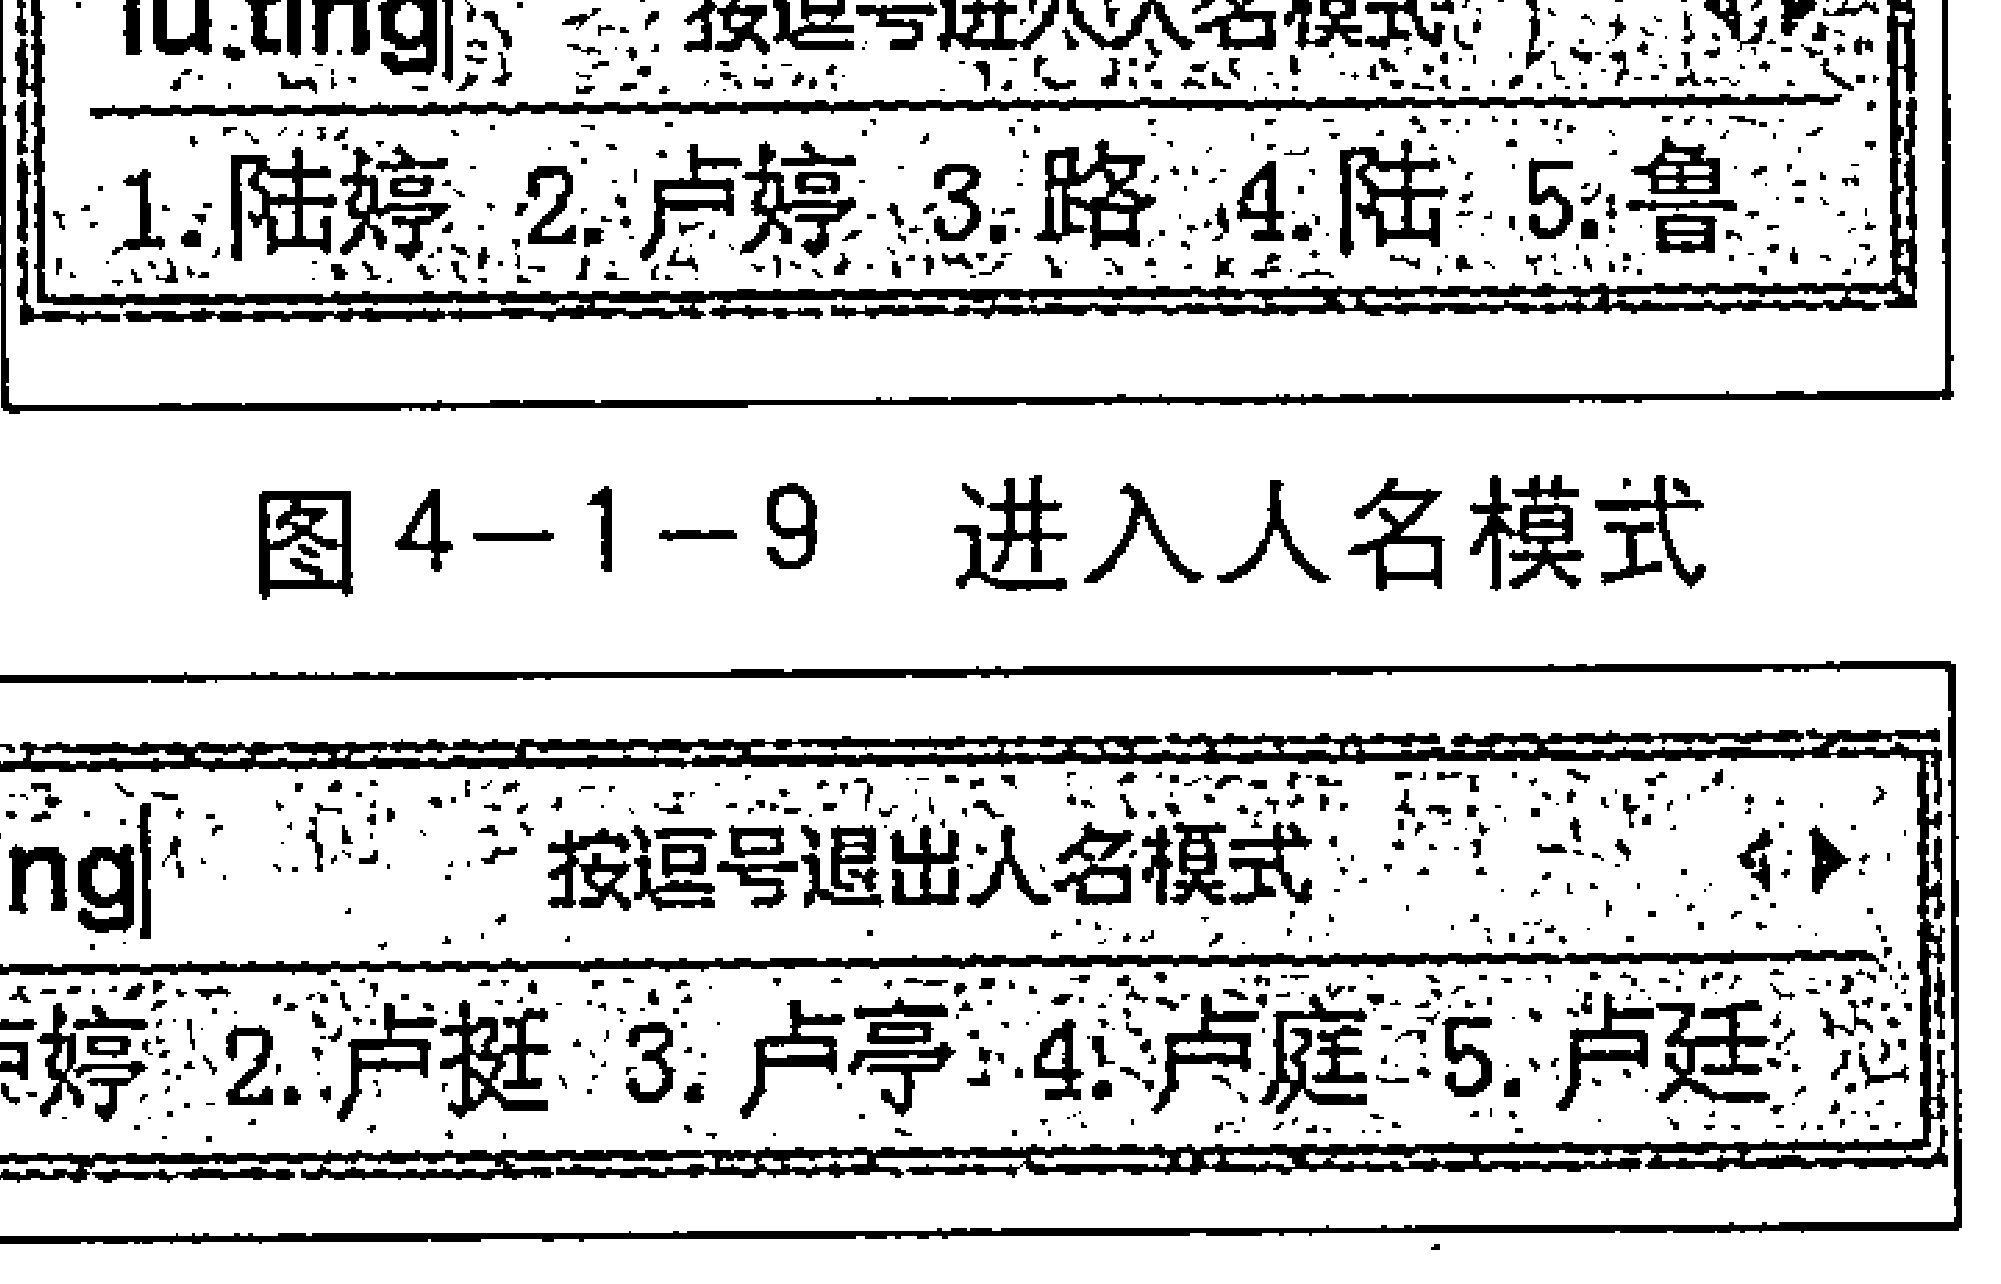 lu.ting 按逗号进入人名模式
1.陆婷 2.卢婷 3.路 4.陆 5.鲁
图4-1-9 进入人名模式
ng 按逗号退出人名模式
婷 2.卢挺 3.卢亭 4.卢庭 5.卢廷